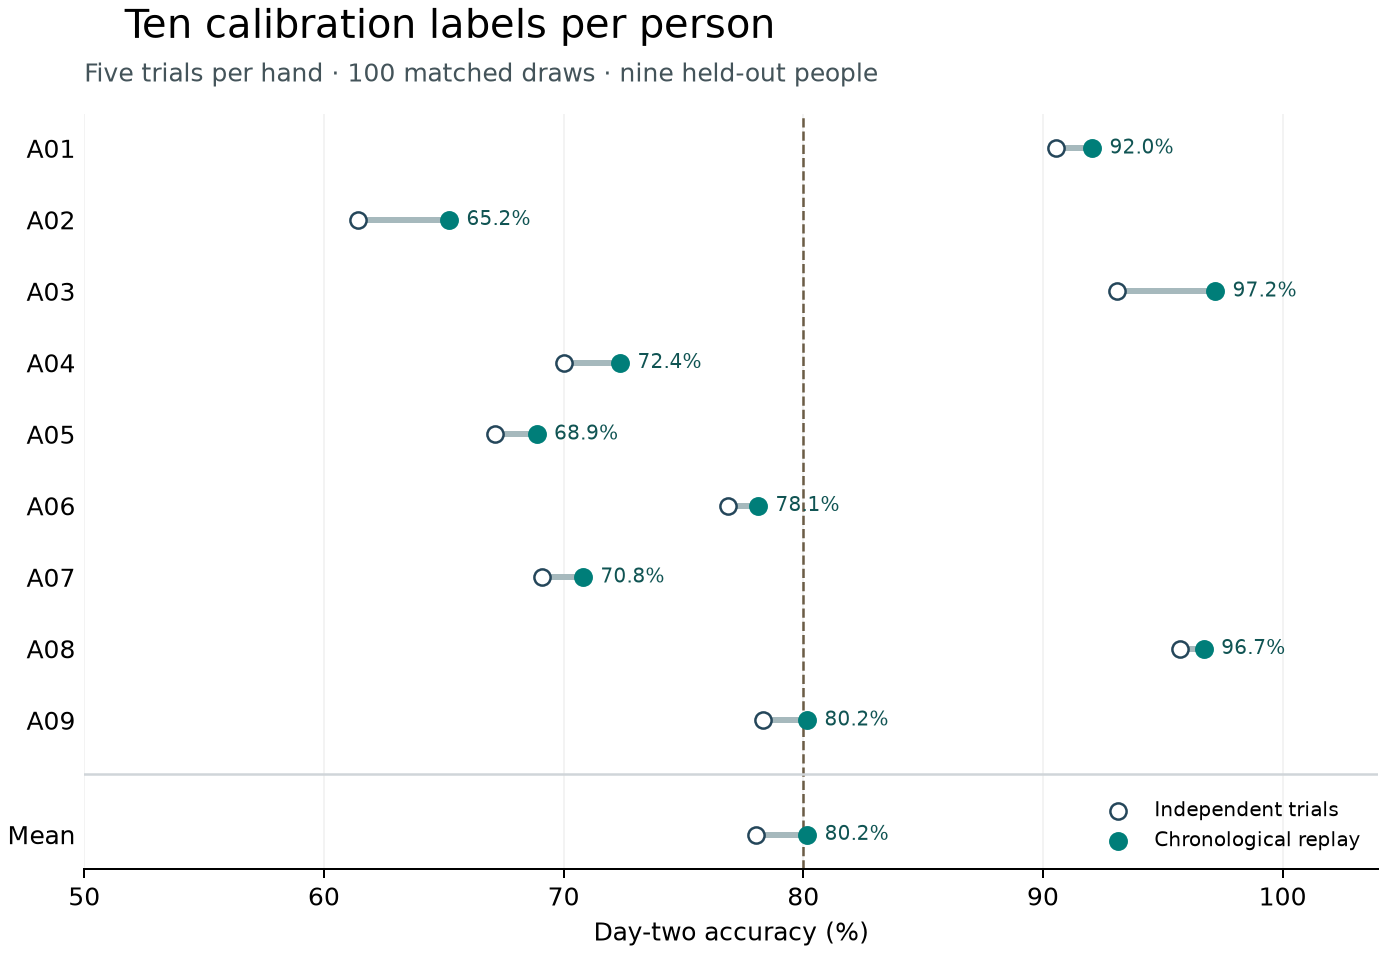 Ten calibration labels per person
Five trials per hand · 100 matched draws · nine held-out people
A01 92.0%
A02 65.2%
A03 97.2%
A04 72.4%
A05 68.9%
A06 78.1%
A07 70.8%
A08 96.7%
A09 80.2%
Mean 80.2%
Independent trials
Chronological replay
50 60 70 80 90 100
Day-two accuracy (%)